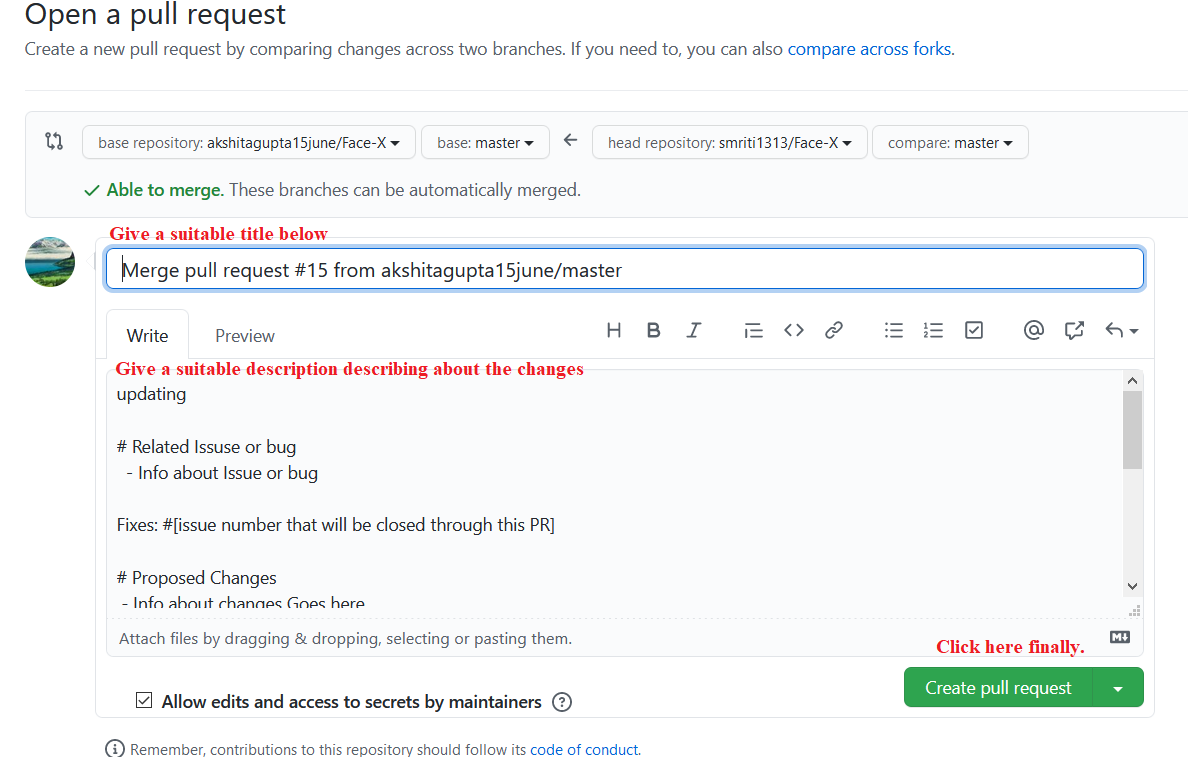 Open a pull request
Create a new pull request by comparing changes across two branches. If you need to, you can also compare across forks.
base repository: akshitagupta15june/Face-X base: master head repository: smriti1313/Face-X compare: master
Able to merge. These branches can be automatically merged.
Give a suitable title below
Merge pull request #15 from akshitagupta15june/master
Write Preview H B I
Give a suitable description describing about the changes
updating
# Related Issuse or bug
- Info about Issue or bug
Fixes: #[issue number that will be closed through this PR]
# Proposed Changes
- Info about changes Goes here
Attach files by dragging & dropping, selecting or pasting them.
Click here finally.
Create pull request
Allow edits and access to secrets by maintainers
Remember, contributions to this repository should follow its code of conduct.